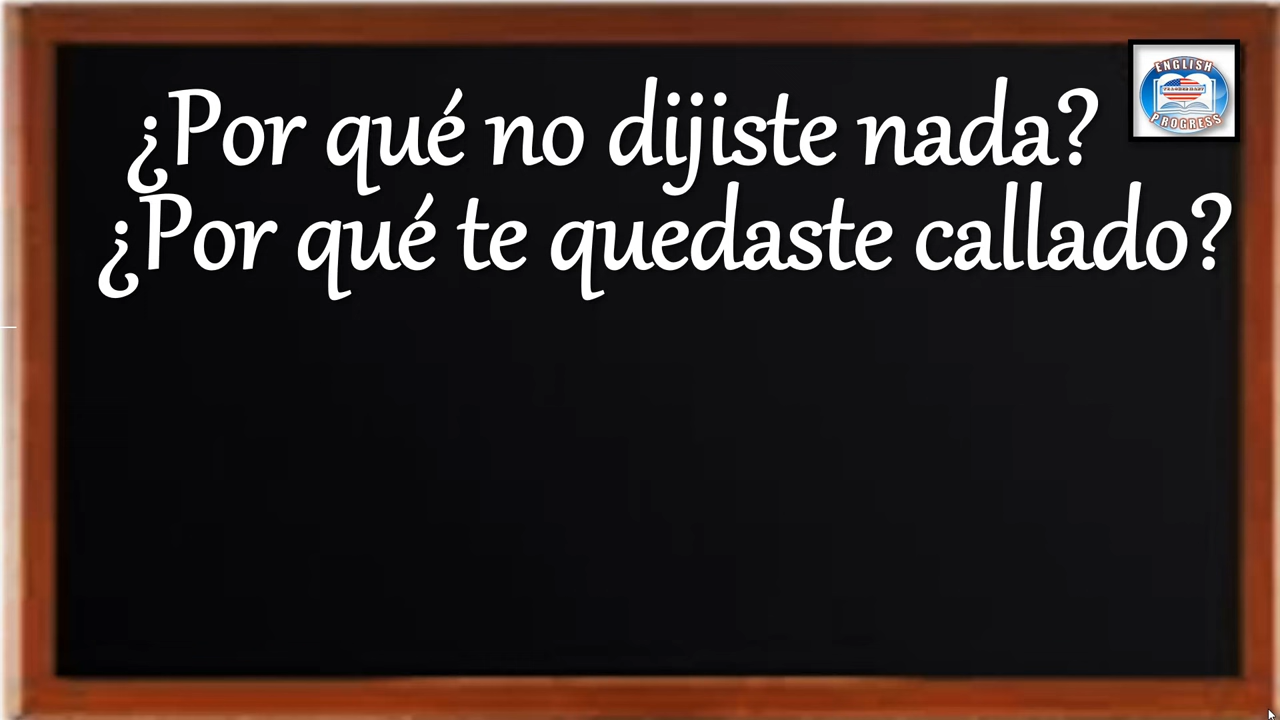 ¿Por qué no dijiste nada?
¿Por qué te quedaste callado?
ENGLISH
PROGRESS